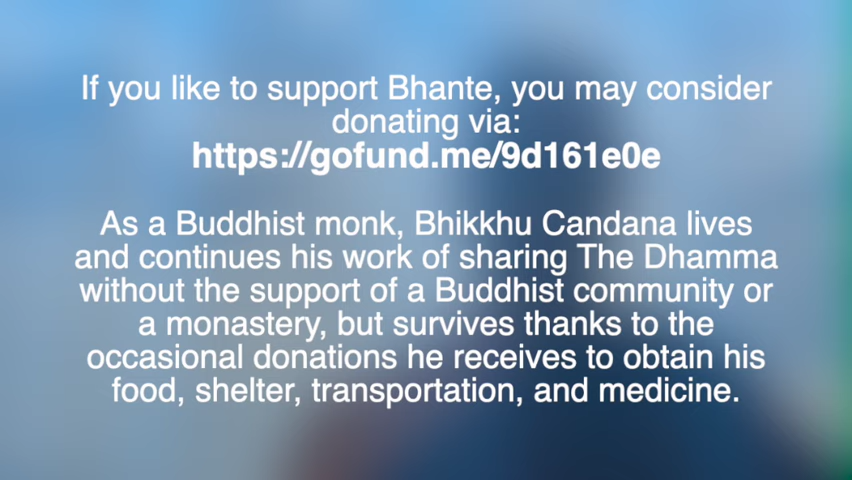 If you like to support Bhante, you may consider
donating via:
https://gofund.me/9d161e0e
As a Buddhist monk, Bhikkhu Candana lives
and continues his work of sharing The Dhamma
without the support of a Buddhist community or
a monastery, but survives thanks to the
occasional donations he receives to obtain his
food, shelter, transportation, and medicine.